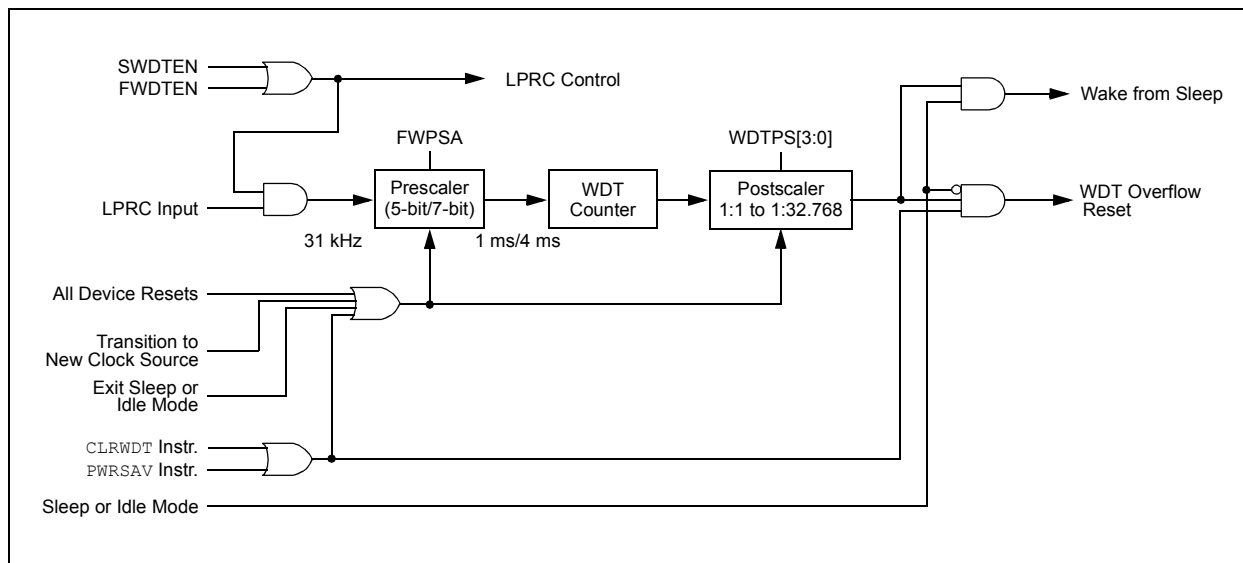 SWDTEN
FWDTEN
LPRC Control
Wake from Sleep
FWPSA
WDTPS[3:0]
LPRC Input
Prescaler
(5-bit/7-bit)
WDT
Counter
Postscaler
1:1 to 1:32.768
WDT Overflow
Reset
31 kHz
1 ms/4 ms
All Device Resets
Transition to
New Clock Source
Exit Sleep or
Idle Mode
CLRWDT Instr.
PWRSAV Instr.
Sleep or Idle Mode